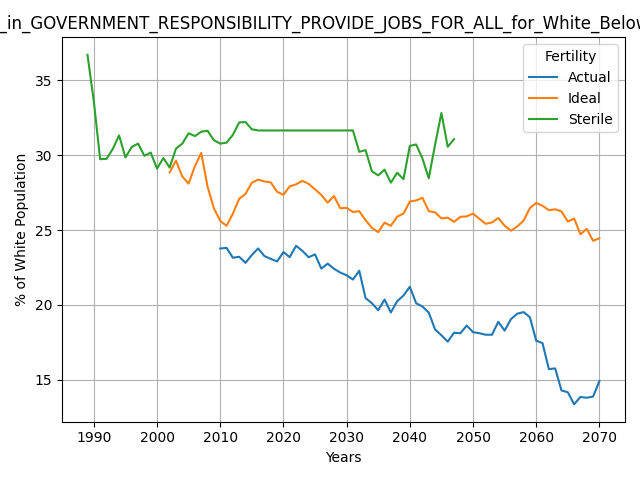 _in_GOVERNMENT_RESPONSIBILITY_PROVIDE_JOBS_FOR_ALL_for_White_Below
Fertility
Actual
Ideal
Sterile
% of White Population
35
30
25
20
15
1990 2000 2010 2020 2030 2040 2050 2060 2070
Years